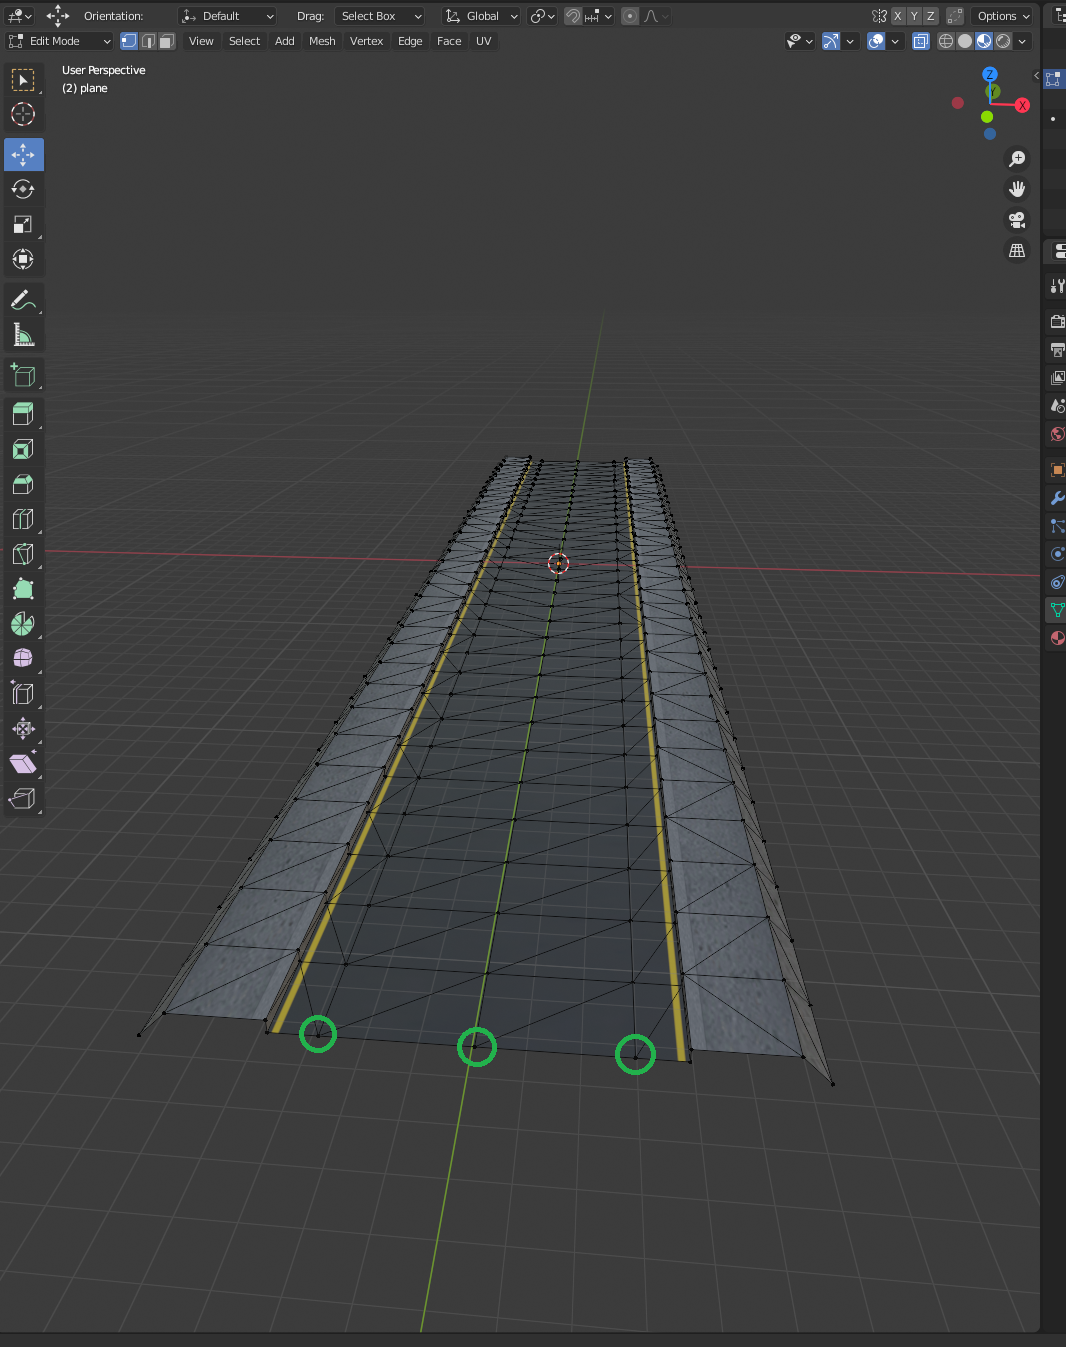 Orientation: Default Drag: Select Box Global X Y Z Options
Edit Mode View Select Add Mesh Vertex Edge Face UV
User Perspective
(2) plane
Z
Y
X